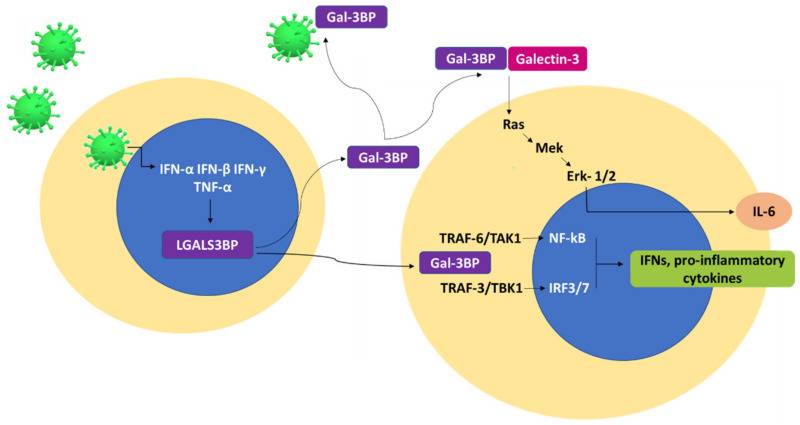 Gal-3BP
Gal-3BP Galectin-3
Ras
Mek
Erk- 1/2
Gal-3BP
IFN-α IFN-β IFN-γ
TNF-α
LGALS3BP
IL-6
TRAF-6/TAK1 NF-kB
Gal-3BP
TRAF-3/TBK1 IRF3/7
IFNs, pro-inflammatory
cytokines